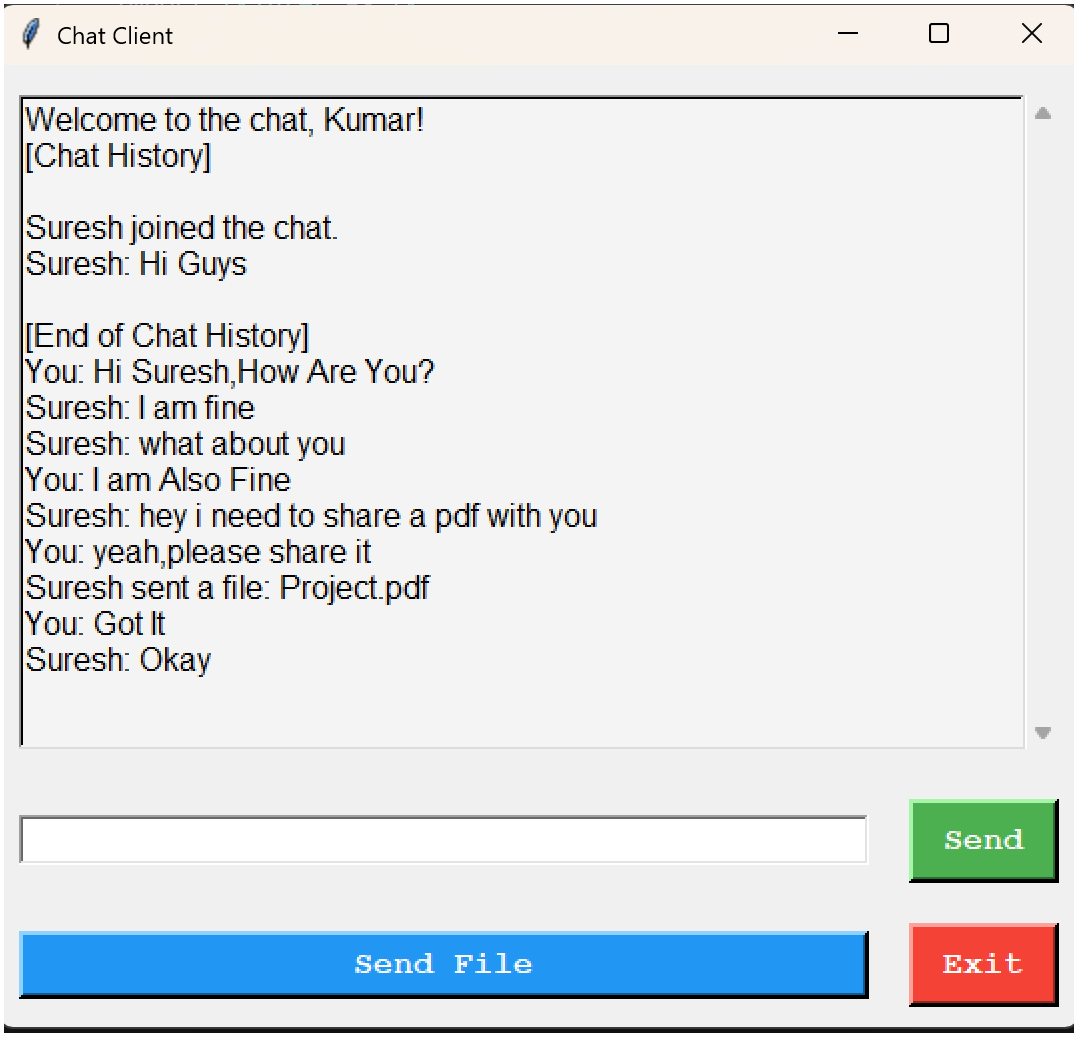 Chat Client
Welcome to the chat, Kumar!
[Chat History]
Suresh joined the chat.
Suresh: Hi Guys
[End of Chat History]
You: Hi Suresh,How Are You?
Suresh: I am fine
Suresh: what about you
You: I am Also Fine
Suresh: hey i need to share a pdf with you
You: yeah,please share it
Suresh sent a file: Project.pdf
You: Got It
Suresh: Okay
Send
Send File
Exit